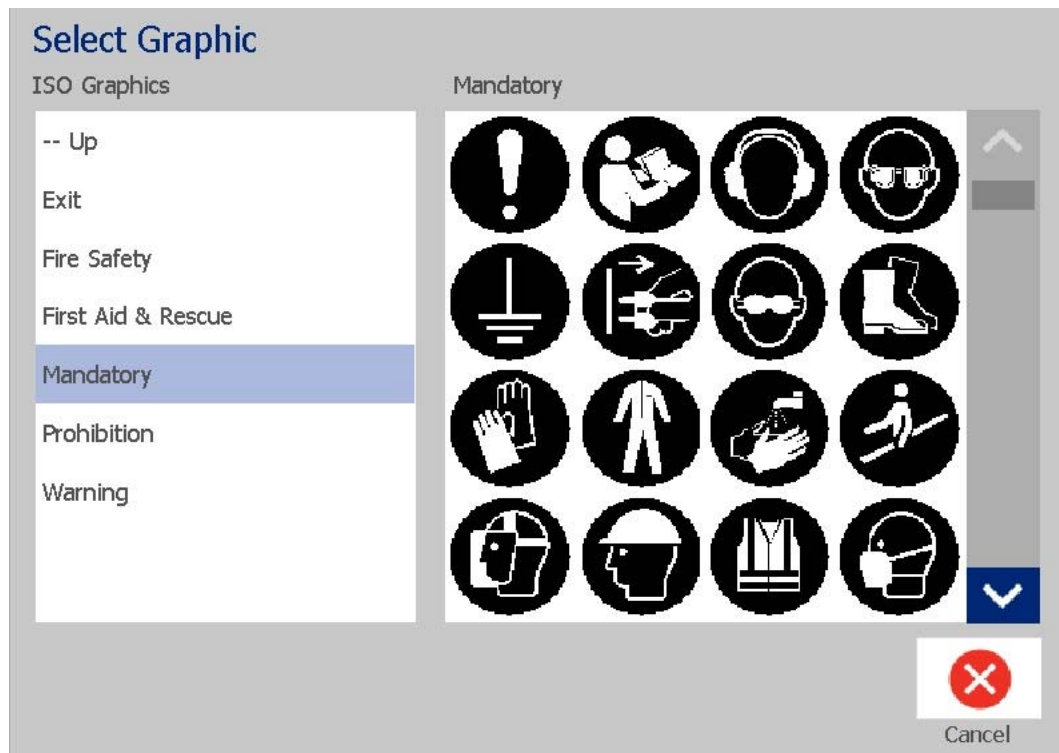 Select Graphic
ISO Graphics
Mandatory
-- Up
Exit
Fire Safety
First Aid & Rescue
Mandatory
Prohibition
Warning
Cancel